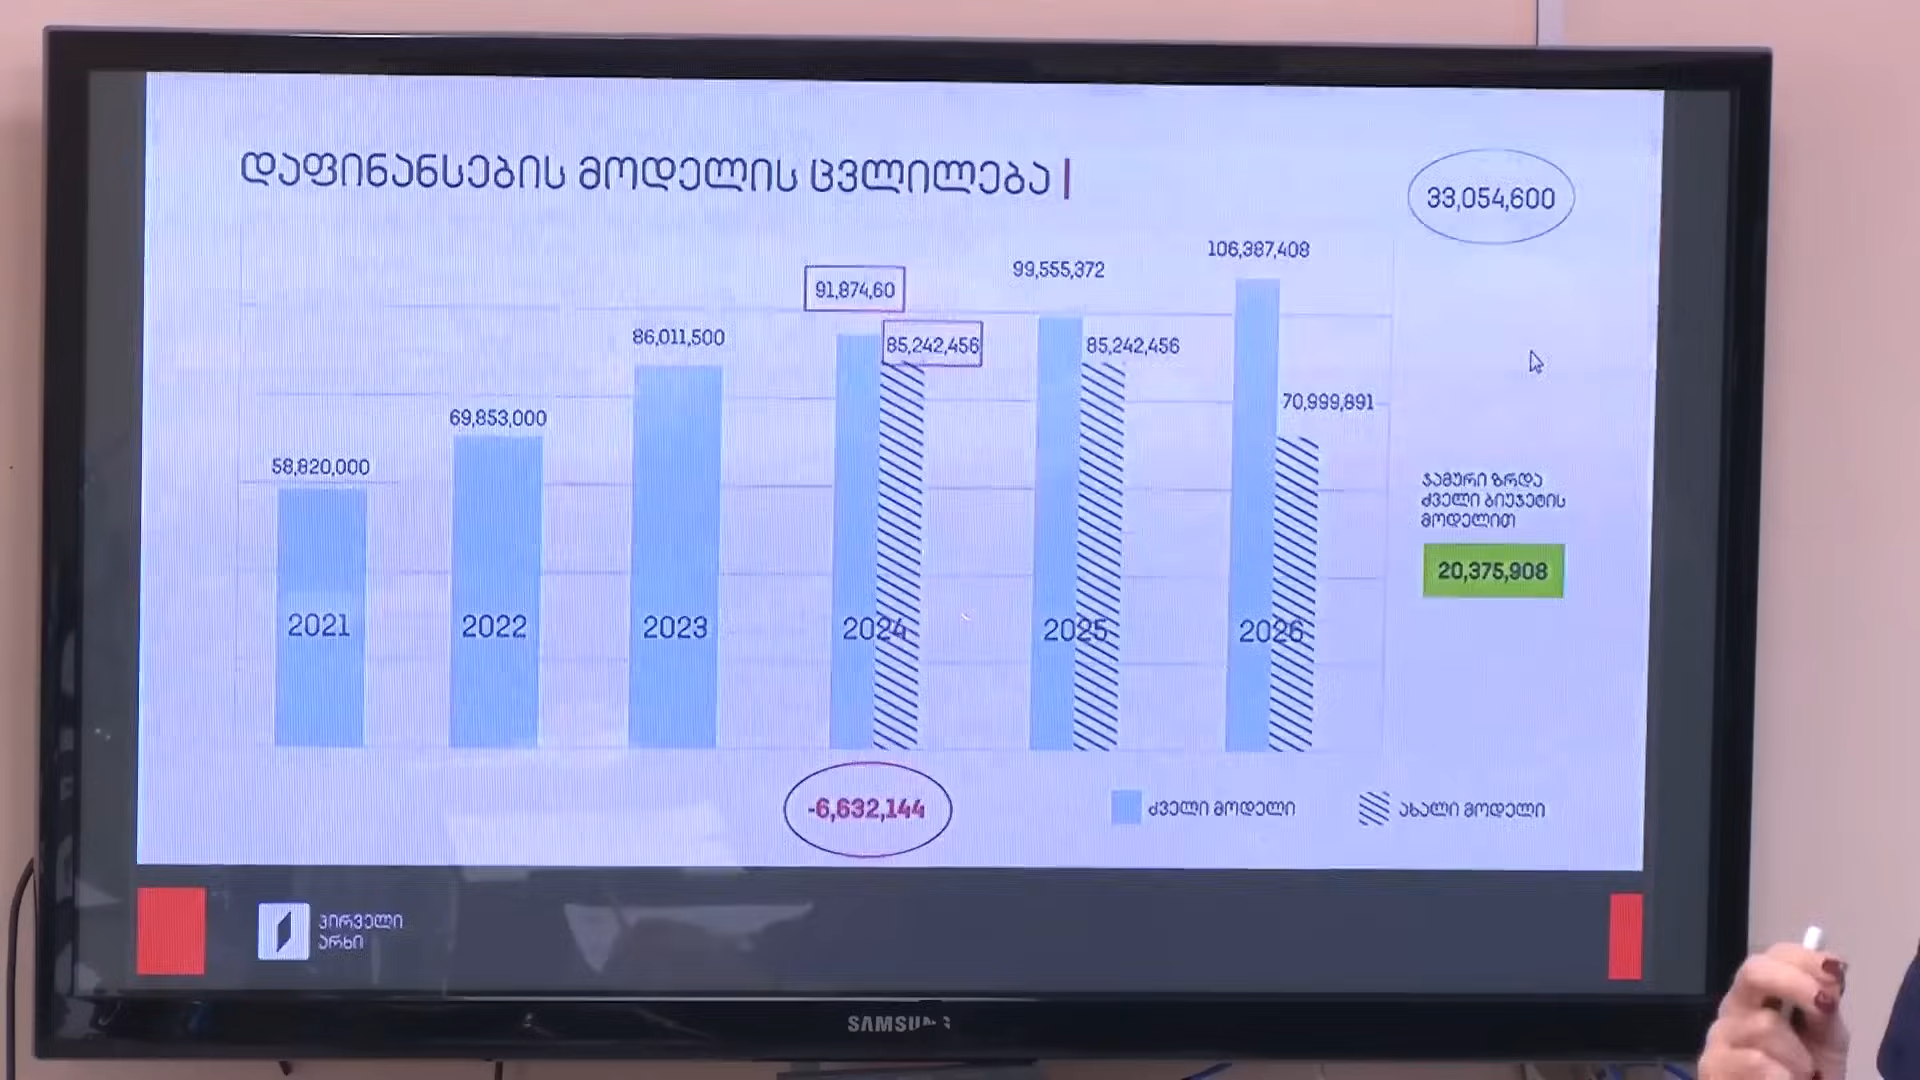 დაფინანსების მოდელის ცვლილება |
33,054,600
106,387,408
99,555,372
91,874,60
86,011,500
85,242,456
85,242,456
70,999,891
69,853,000
58,820,000
ჯამური ზრდა
ძველი ბიუჯეტის
მოდელით
20,375,908
2021
2022
2023
2024
2025
2026
-6,632,144
ძველი მოდელი
ახალი მოდელი
პირველი
არხი
SAMSUNG